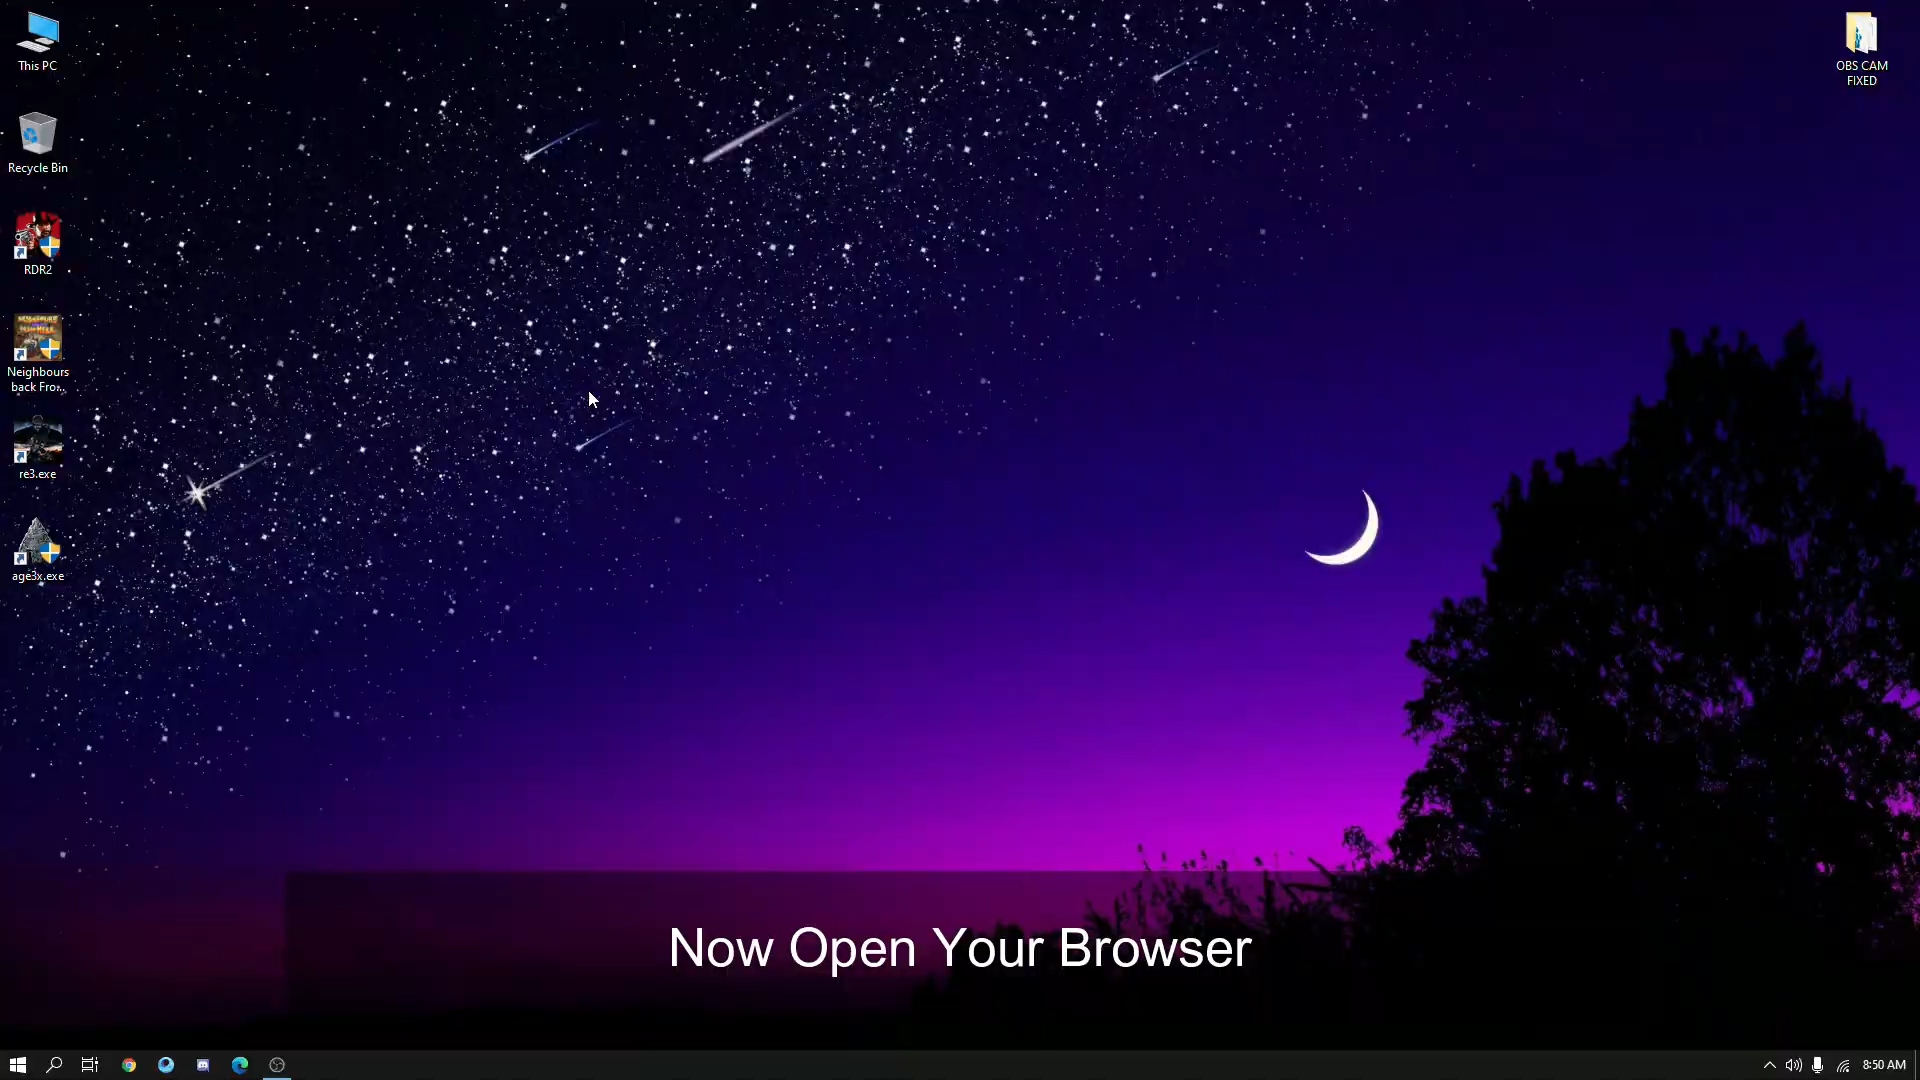 This PC
Recycle Bin
RDR2
Neighbours
back Fro...
re3.exe
age3x.exe
OBS CAM
FIXED
Now Open Your Browser
8:50 AM